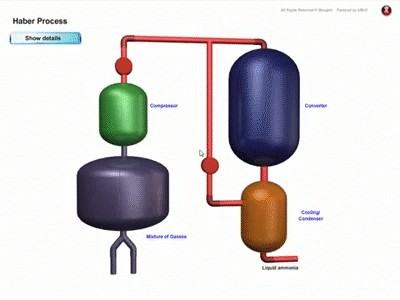 Haber Process
Show details
Compressor
Converter
Mixture of Gasses
Cooling/
Condenser
Liquid ammonia